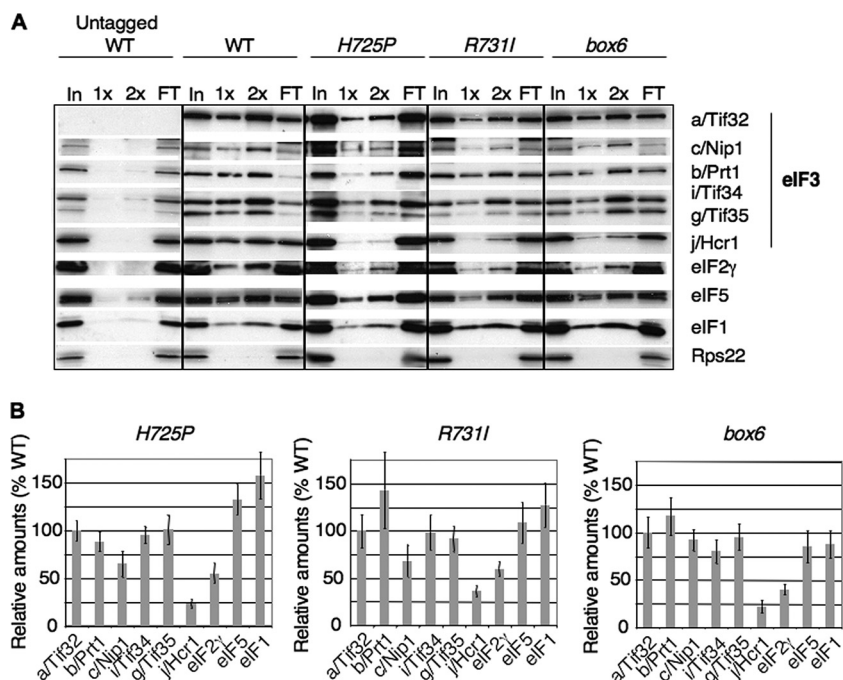 A
Untagged
WT WT H725P R731I box6
In 1x 2x FT In 1x 2x FT In 1x 2x FT In 1x 2x FT In 1x 2x FT
a/Tif32
c/Nip1
b/Prt1
i/Tif34
eIF3
g/Tif35
j/Hcr1
eIF2γ
eIF5
eIF1
Rps22
B
H725P
Relative amounts (% WT)
150
100
50
0
a/Tif32 b/Prt1 c/Nip1 i/Tif34 g/Tif35 j/Hcr1 eIF2γ eIF5 eIF1
R731I
Relative amounts (% WT)
150
100
50
0
a/Tif32 b/Prt1 c/Nip1 i/Tif34 g/Tif35 j/Hcr1 eIF2γ eIF5 eIF1
box6
Relative amounts (% WT)
150
100
50
0
a/Tif32 b/Prt1 c/Nip1 i/Tif34 g/Tif35 j/Hcr1 eIF2γ eIF5 eIF1